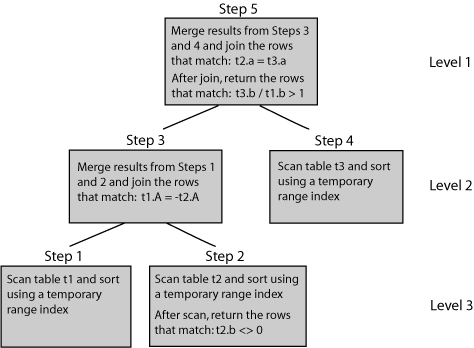 Step 5
Merge results from Steps 3
and 4 and join the rows
that match: t2.a = t3.a
After join, return the rows
that match: t3.b / t1.b > 1
Level 1
Step 3
Merge results from Steps 1
and 2 and join the rows
that match: t1.A = -t2.A
Step 4
Scan table t3 and sort
using a temporary
range index
Level 2
Step 1
Scan table t1 and sort
using a temporary
range index
Step 2
Scan table t2 and sort using
a temporary range index
After scan, return the rows
that match: t2.b <> 0
Level 3